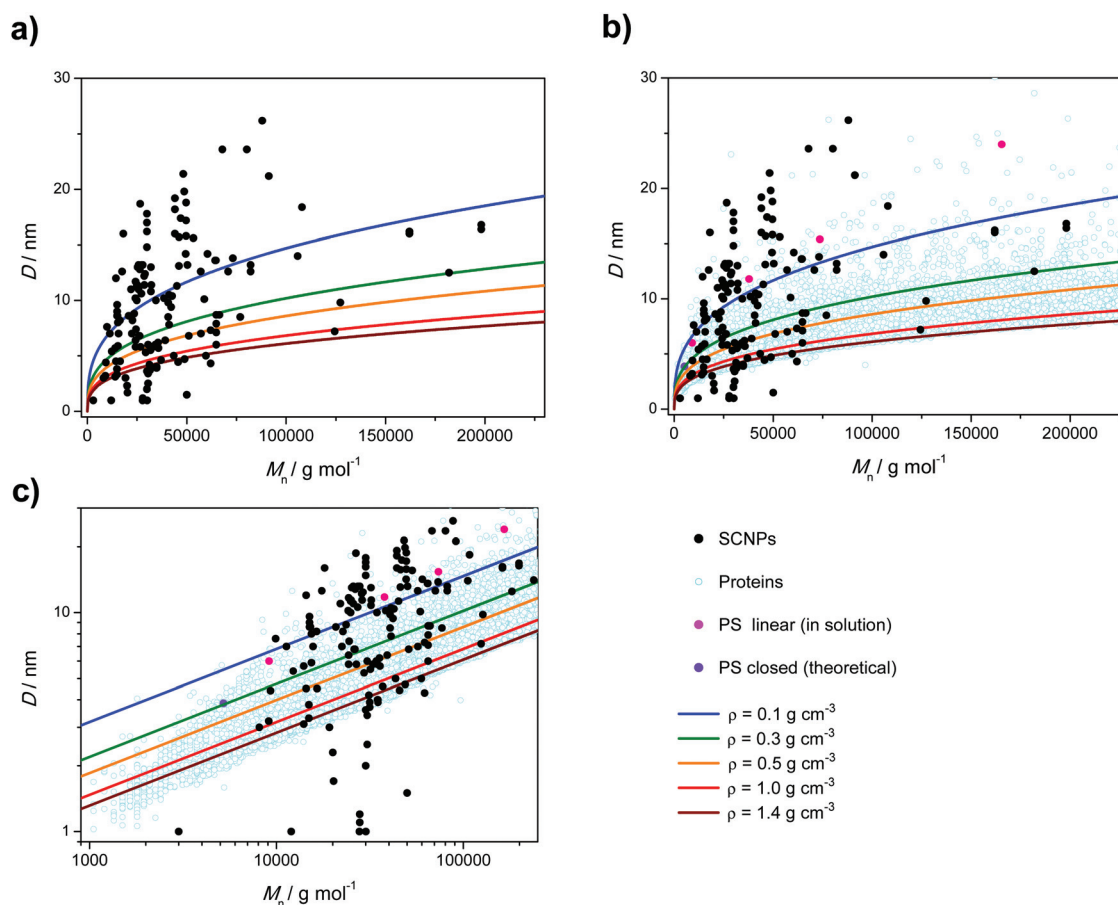 a)
30
20
10
0
D / nm
0
50000
100000
150000
200000
Mn / g mol⁻¹
b)
30
20
10
0
D / nm
0
50000
100000
150000
200000
Mn / g mol⁻¹
c)
10
1
D / nm
1000
10000
100000
Mn / g mol⁻¹
SCNPs
Proteins
PS linear (in solution)
PS closed (theoretical)
ρ = 0.1 g cm⁻³
ρ = 0.3 g cm⁻³
ρ = 0.5 g cm⁻³
ρ = 1.0 g cm⁻³
ρ = 1.4 g cm⁻³